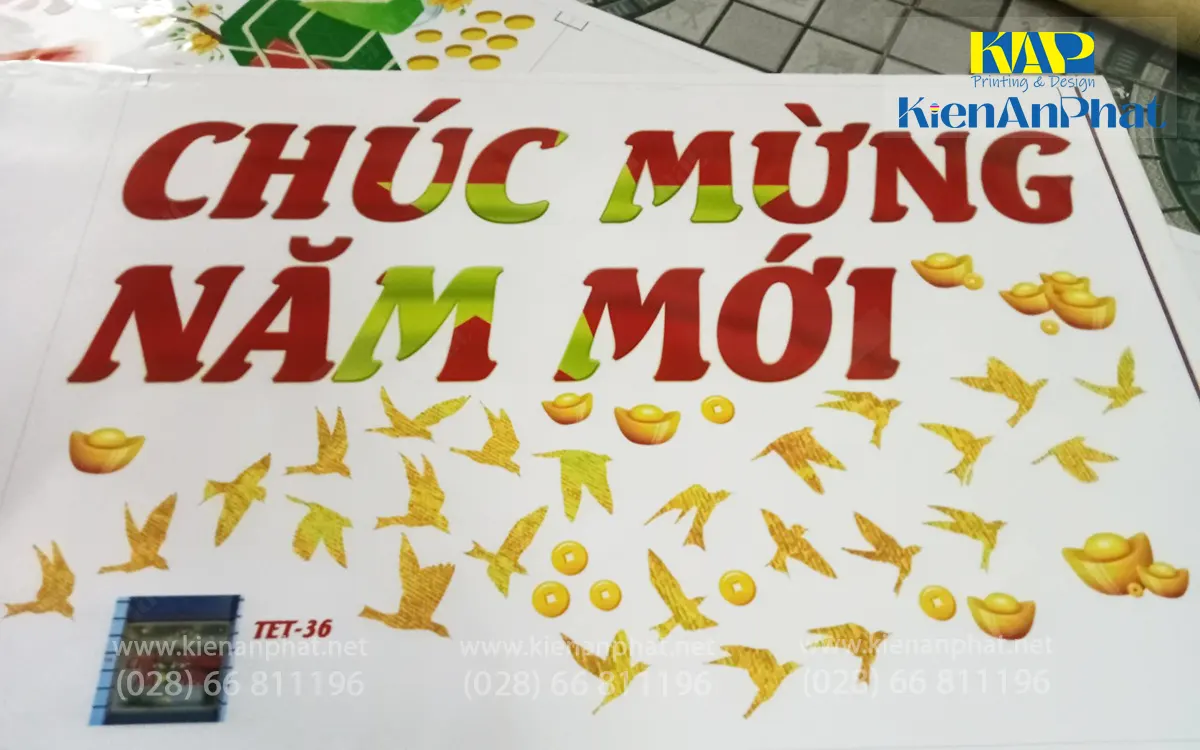 KAP
Printing & Design
KienAnPhat
CHÚC MỪNG
NĂM MỚI
TET-36
www.kienanphat.net www.kienanphat.net www.kienanphat.net
(028) 66 811196 (028) 66 811196 (028) 66 811196